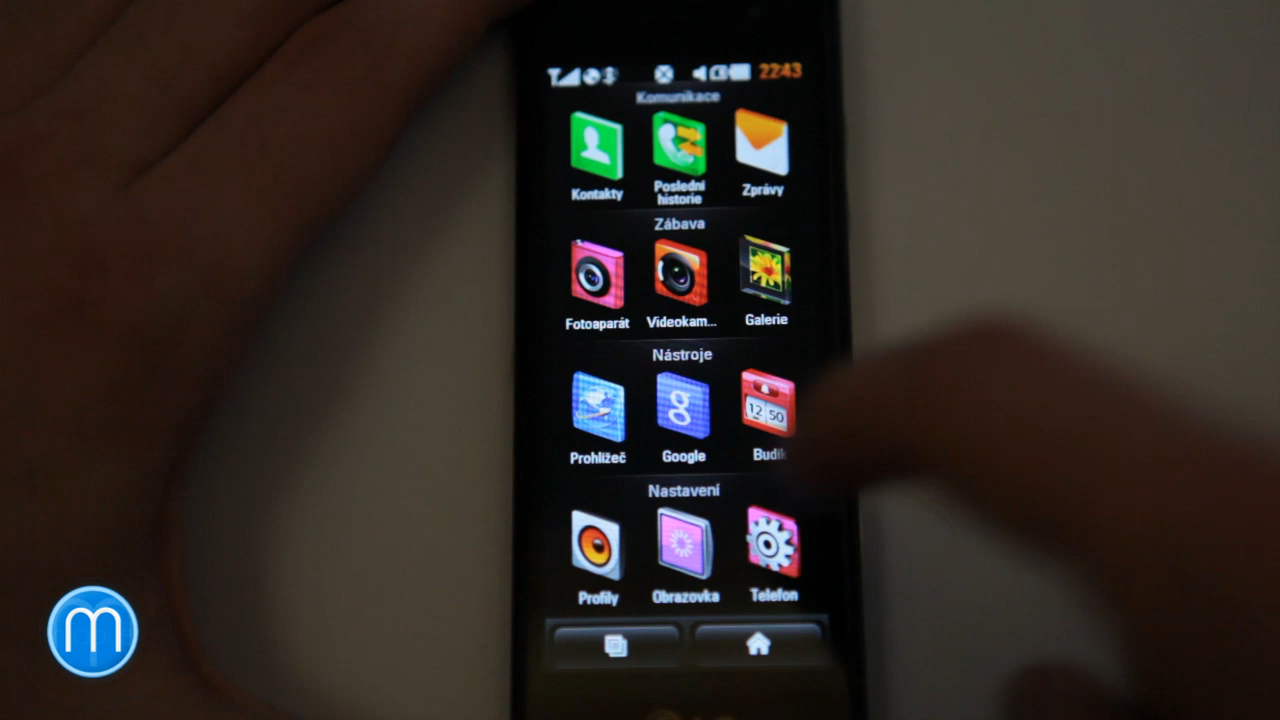 22:43
Komunikace
Kontakty
Poslední
historie
Zprávy
Zábava
Fotoaparát
Videokam...
Galerie
Nástroje
12 50
Prohlížeč
Google
Budík
Nastavení
Profily
Obrazovka
Telefon
m